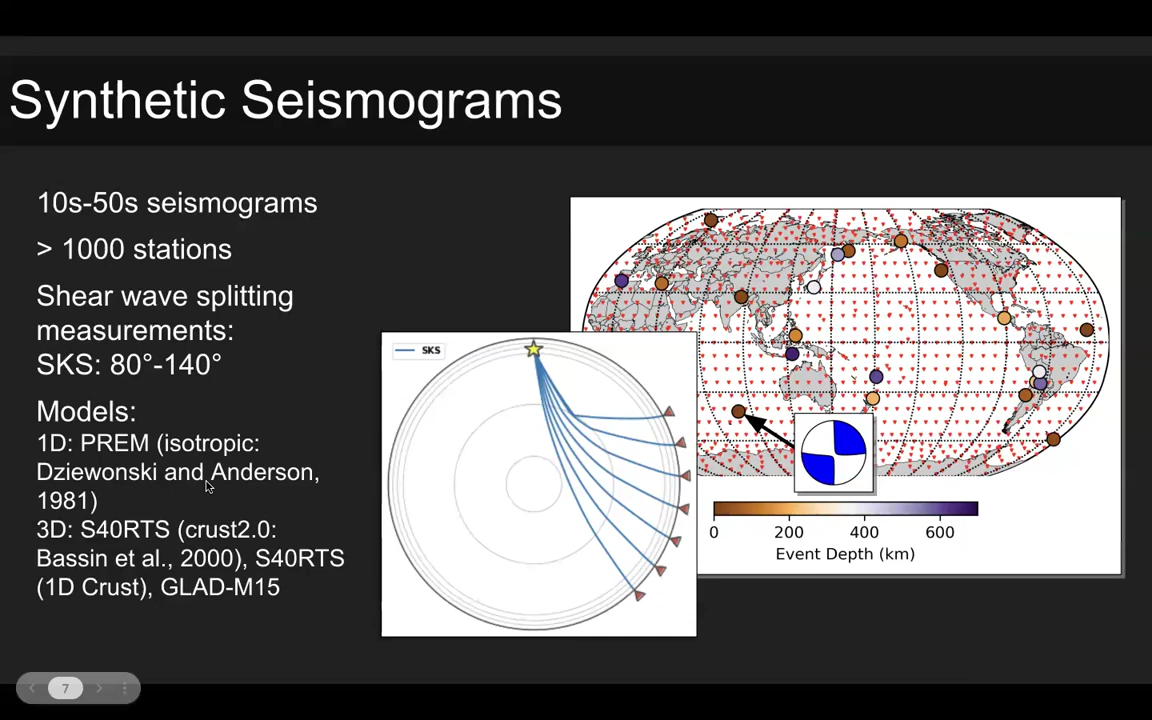 Synthetic Seismograms
10s-50s seismograms
> 1000 stations
Shear wave splitting
measurements:
SKS: 80°-140°
Models:
1D: PREM (isotropic:
Dziewonski and Anderson,
1981)
3D: S40RTS (crust2.0:
Bassin et al., 2000), S40RTS
(1D Crust), GLAD-M15
SKS
0 200 400 600
Event Depth (km)
7